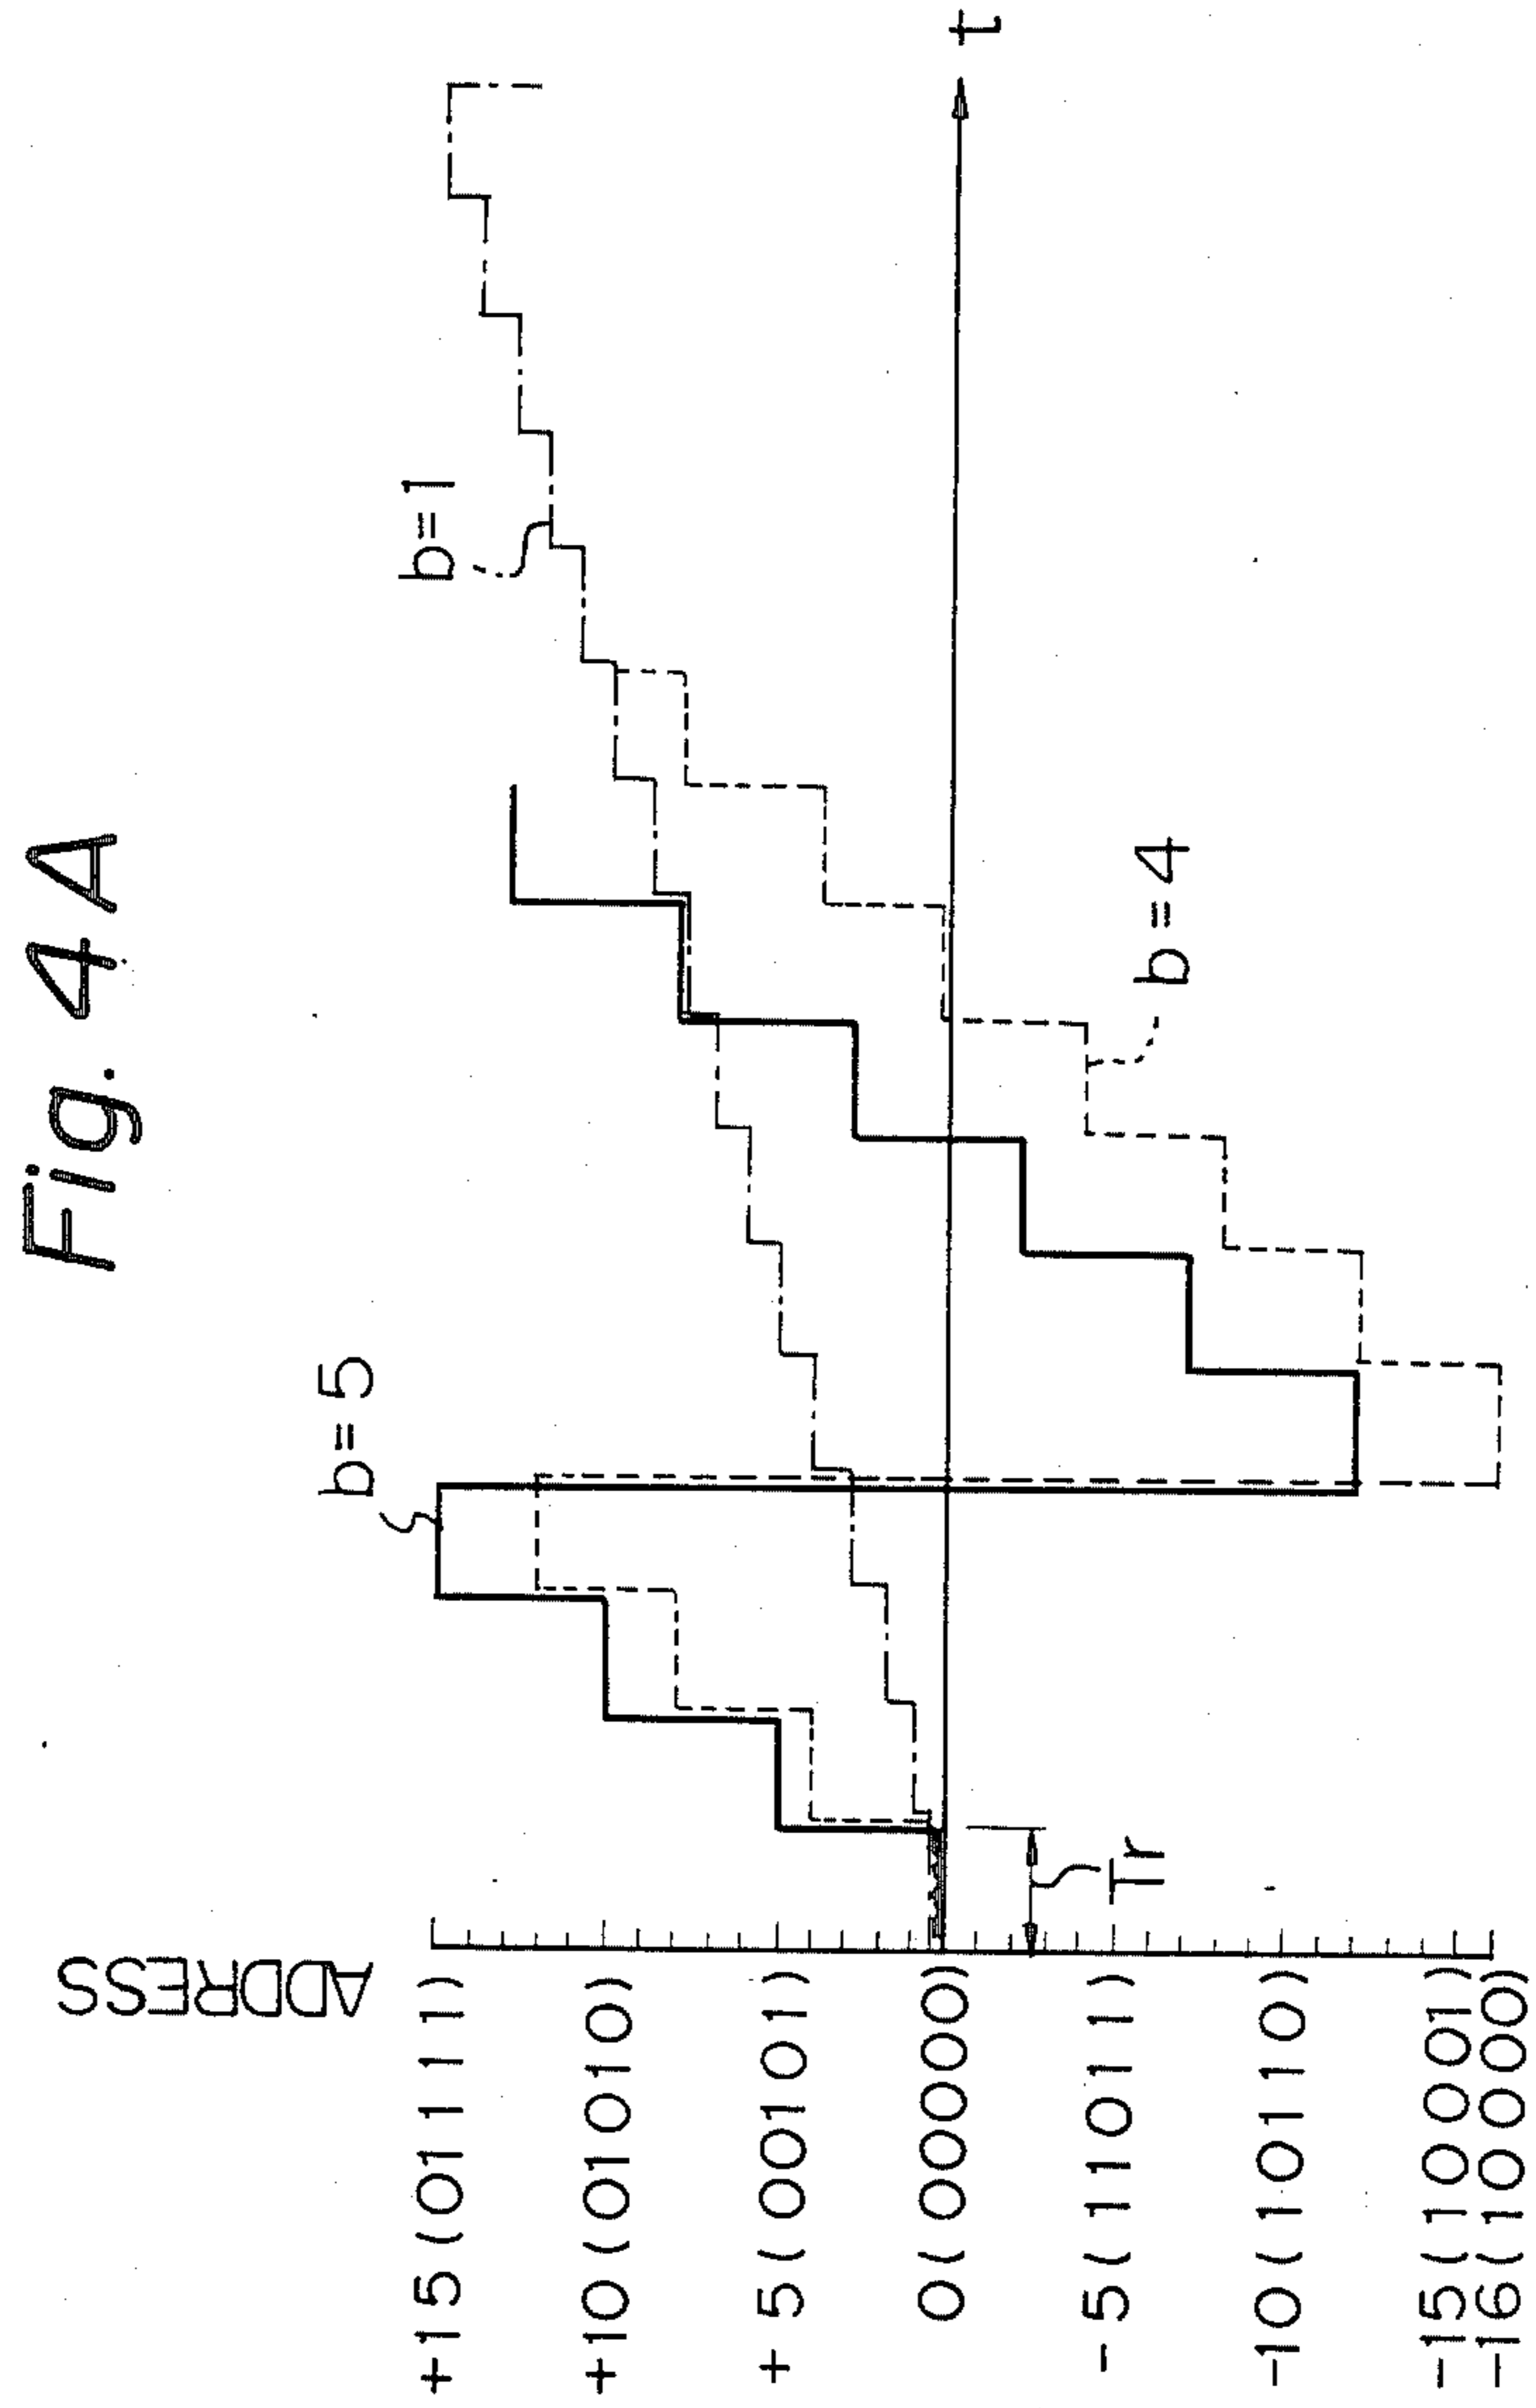 Fig. 4A
ADDRESS
+15(01111)
+10(01010)
+5(00101)
0(00000)
-5(11011)
-10(10110)
-15(10001)
-16(10000)
b=5
b=1
b=4
Tr
t